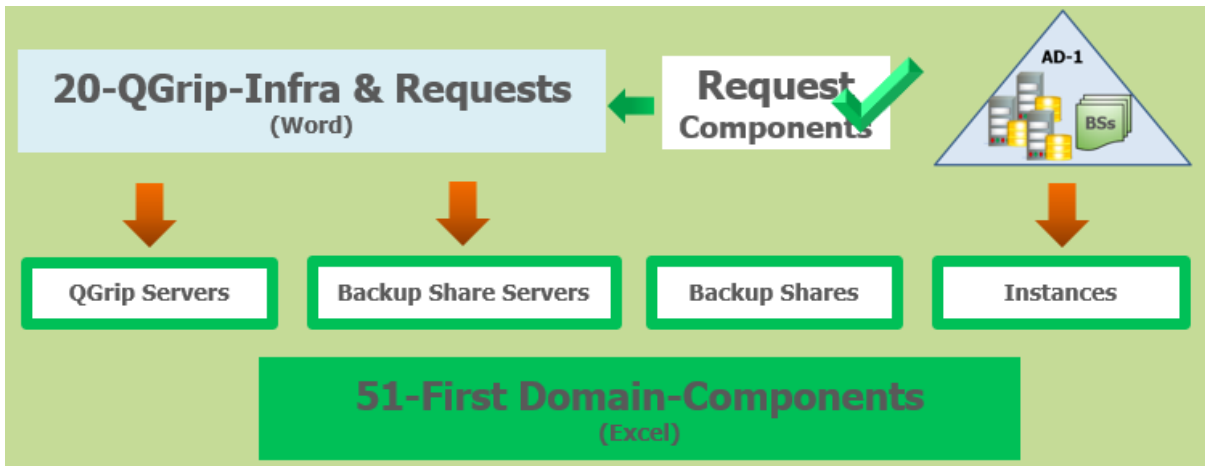 20-QGrip-Infra & Requests
(Word)
Request
Components
AD-1
BSs
QGrip Servers
Backup Share Servers
Backup Shares
Instances
51-First Domain-Components
(Excel)